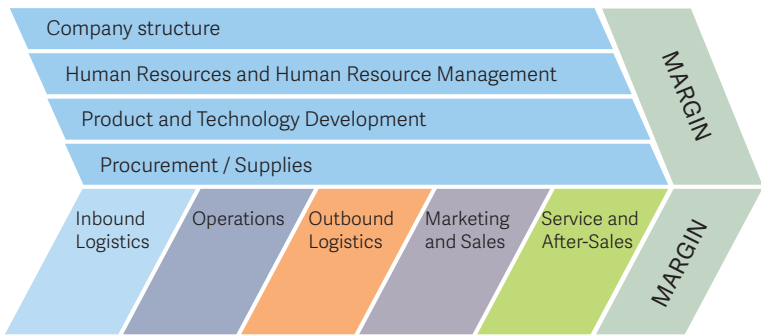 Company structure
Human Resources and Human Resource Management
Product and Technology Development
Procurement / Supplies
MARGIN
Inbound
Logistics
Operations
Outbound
Logistics
Marketing
and Sales
Service and
After-Sales
MARGIN